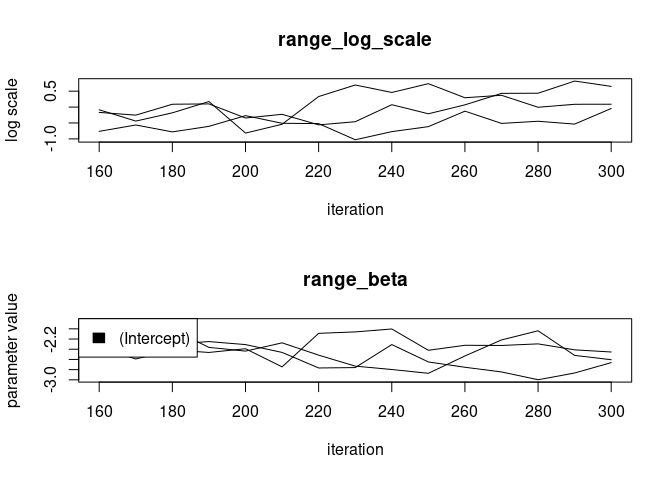 range_log_scale
log scale
0.5
-1.0
160 180 200 220 240 260 280 300
iteration
range_beta
parameter value
(Intercept)
-2.2
-3.0
160 180 200 220 240 260 280 300
iteration